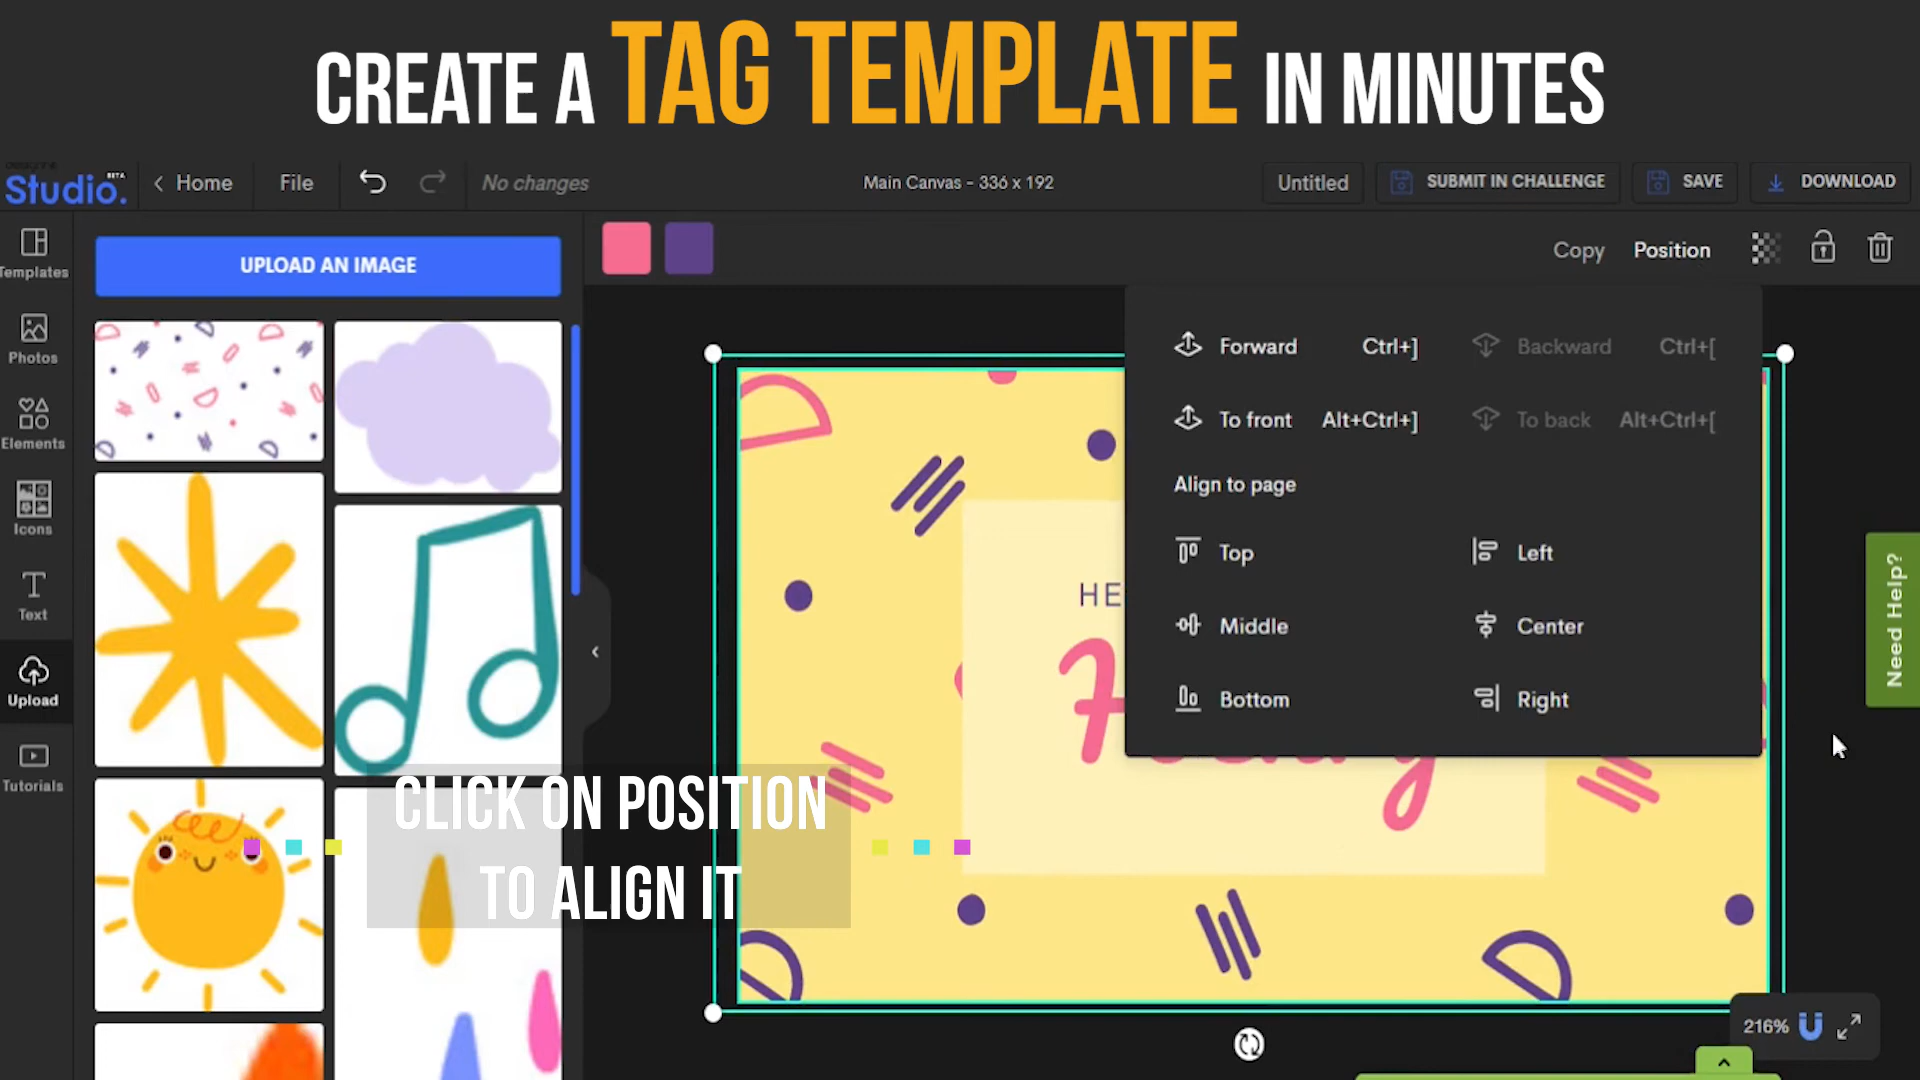 CREATE A TAG TEMPLATE IN MINUTES
Studio. BETA
Home
File
No changes
Main Canvas - 336 x 192
Untitled
SUBMIT IN CHALLENGE
SAVE
DOWNLOAD
Templates
Photos
Elements
Icons
Text
Upload
Tutorials
UPLOAD AN IMAGE
Copy
Position
Forward Ctrl+]
Backward Ctrl+[
To front Alt+Ctrl+]
To back Alt+Ctrl+[
Align to page
Top
Left
Middle
Center
Bottom
Right
HE
CLICK ON POSITION
TO ALIGN IT
Need Help?
216%